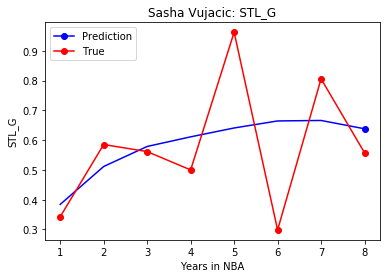 Sasha Vujacic: STL_G
Prediction
True
STL_G
0.9
0.8
0.7
0.6
0.5
0.4
0.3
1 2 3 4 5 6 7 8
Years in NBA